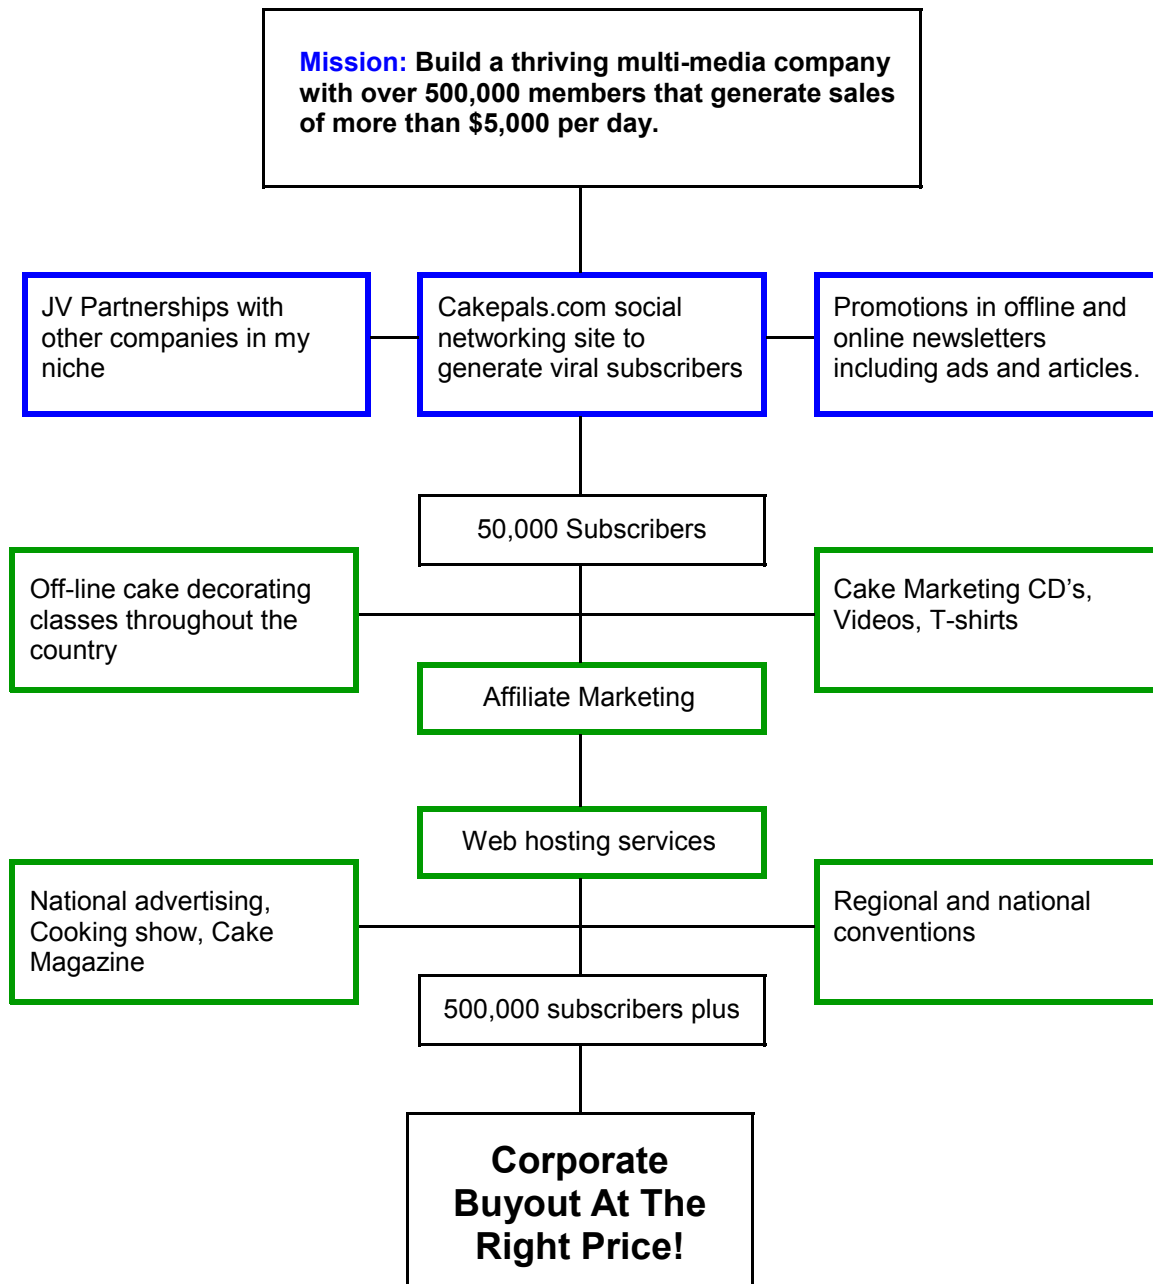 Mission: Build a thriving multi-media company
with over 500,000 members that generate sales
of more than $5,000 per day.
JV Partnerships with
other companies in my
niche
Cakepals.com social
networking site to
generate viral subscribers
Promotions in offline and
online newsletters
including ads and articles.
50,000 Subscribers
Off-line cake decorating
classes throughout the
country
Cake Marketing CD’s,
Videos, T-shirts
Affiliate Marketing
Web hosting services
National advertising,
Cooking show, Cake
Magazine
Regional and national
conventions
500,000 subscribers plus
Corporate
Buyout At The
Right Price!